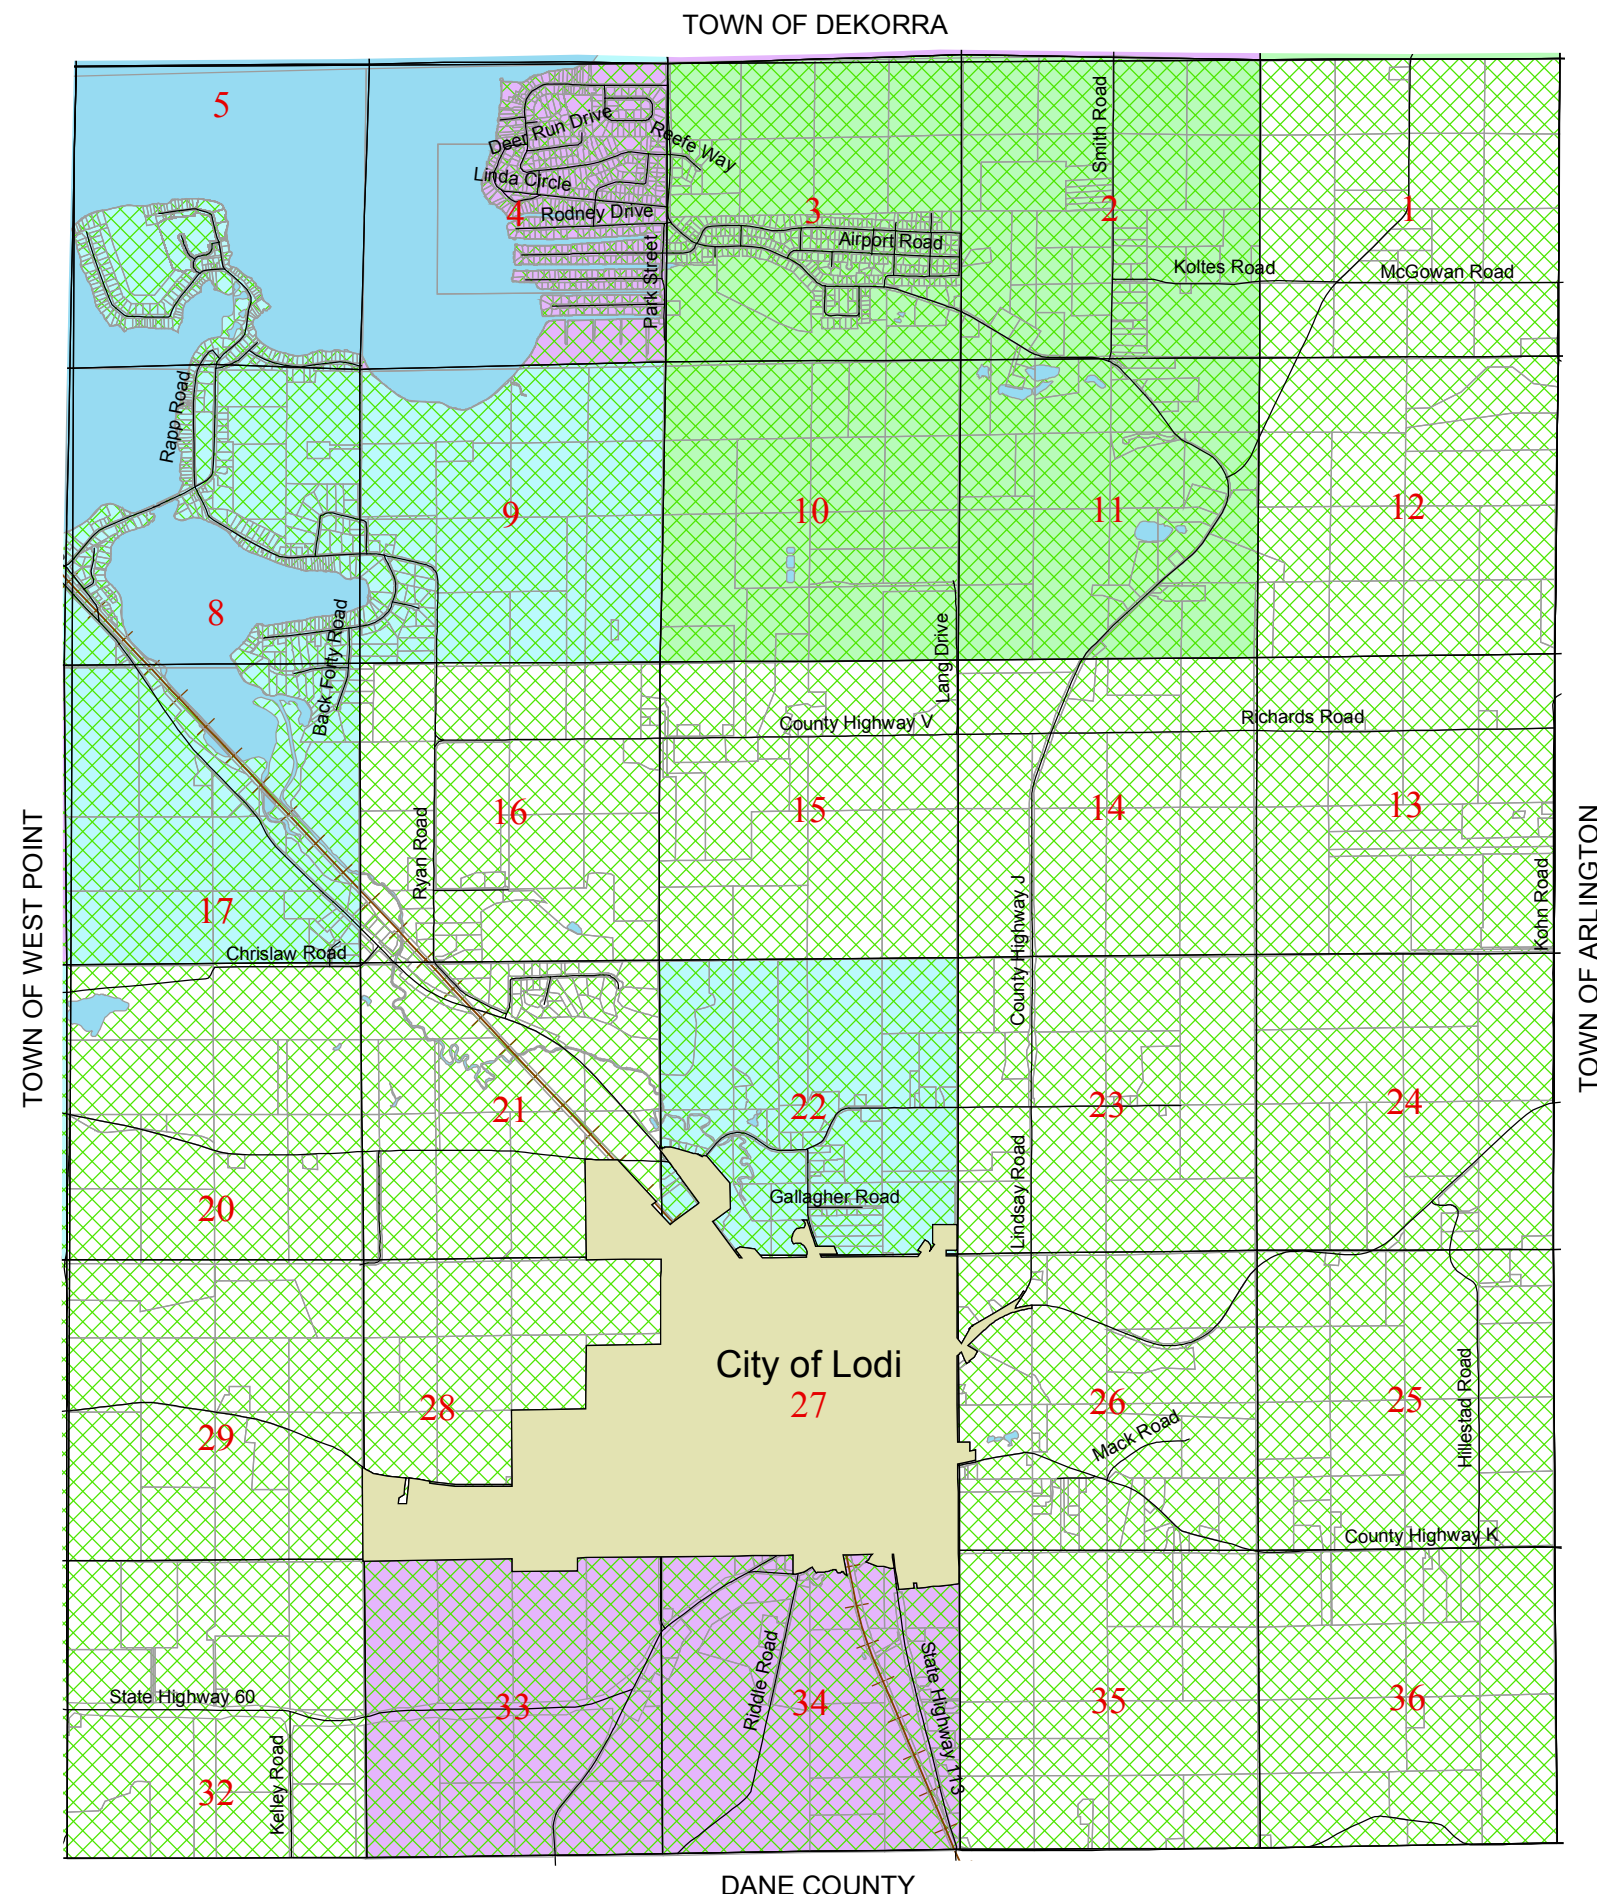 TOWN OF DEKORRA
5
Deer Run Drive
Reefe Way
Smith Road
Linda Circle
4
Rodney Drive
3
2
1
Airport Road
Park Street
Koltes Road
McGowan Road
Rapp Road
9
10
11
12
8
Back Forty Road
Lang Drive
County Highway V
Richards Road
16
15
14
13
Ryan Road
TOWN OF WEST POINT
TOWN OF ARLINGTON
17
Chrislaw Road
County Highway J
Kohn Road
21
22
23
24
20
Gallagher Road
Lindsay Road
City of Lodi
27
28
29
26
25
Mack Road
Hillestad Road
County Highway K
State Highway 60
33
Riddle Road
34
State Highway 113
35
36
32
Kelley Road
DANE COUNTY